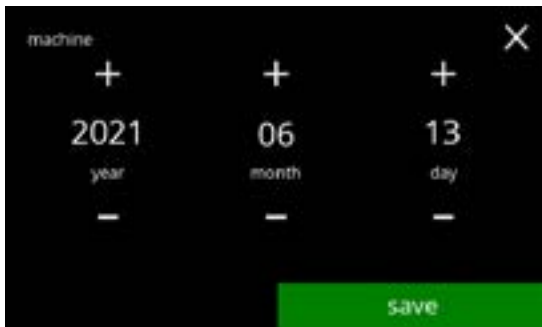 machine
+ + +
2021 06 13
year month day
− − −
save